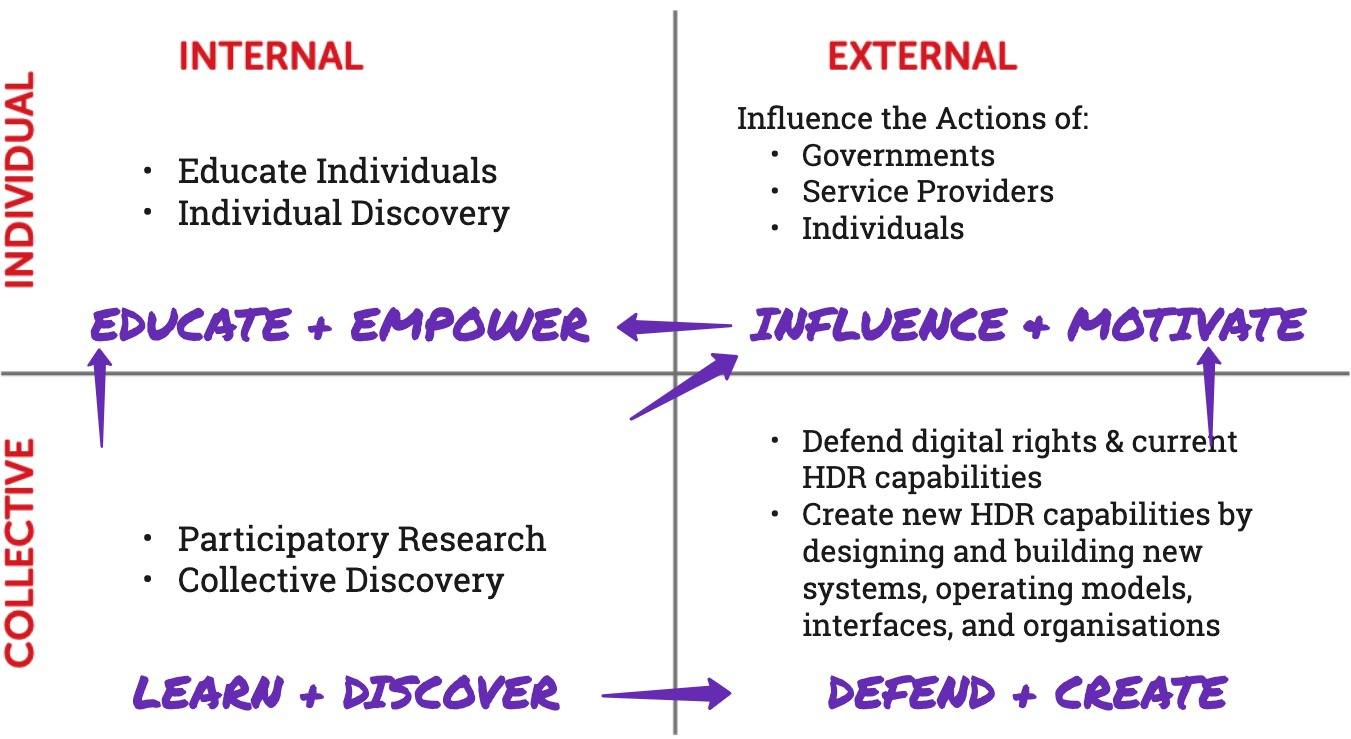 INTERNAL
EXTERNAL
INDIVIDUAL
• Educate Individuals
• Individual Discovery
EDUCATE + EMPOWER
Influence the Actions of:
• Governments
• Service Providers
• Individuals
INFLUENCE + MOTIVATE
COLLECTIVE
• Participatory Research
• Collective Discovery
LEARN + DISCOVER
• Defend digital rights & current
HDR capabilities
• Create new HDR capabilities by
designing and building new
systems, operating models,
interfaces, and organisations
DEFEND + CREATE